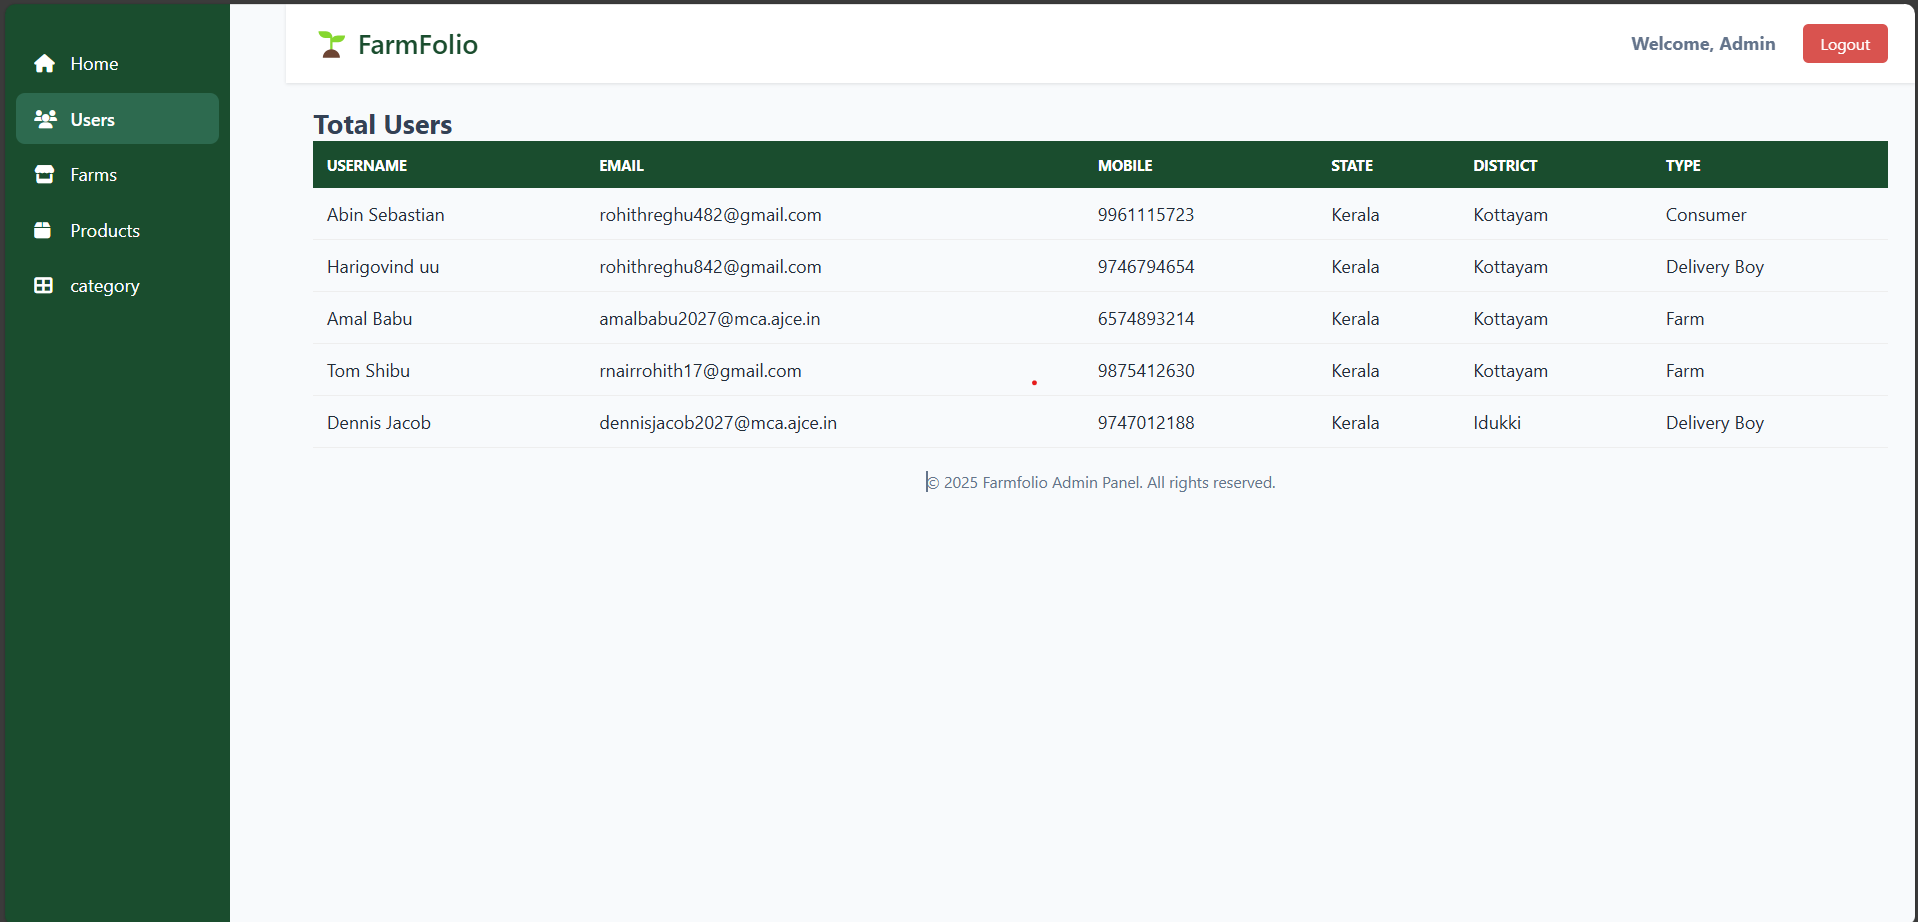 Home
Users
Farms
Products
category
FarmFolio
Welcome, Admin
Logout
Total Users
USERNAME EMAIL MOBILE STATE DISTRICT TYPE
Abin Sebastian rohithreghu482@gmail.com 9961115723 Kerala Kottayam Consumer
Harigovind uu rohithreghu842@gmail.com 9746794654 Kerala Kottayam Delivery Boy
Amal Babu amalbabu2027@mca.ajce.in 6574893214 Kerala Kottayam Farm
Tom Shibu rnairrohith17@gmail.com 9875412630 Kerala Kottayam Farm
Dennis Jacob dennisjacob2027@mca.ajce.in 9747012188 Kerala Idukki Delivery Boy
© 2025 Farmfolio Admin Panel. All rights reserved.